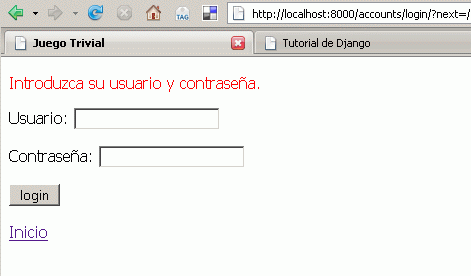 TAG
http://localhost:8000/accounts/login/?next=/
Juego Trivial
Tutorial de Django
Introduzca su usuario y contraseña.
Usuario:
Contraseña:
login
Inicio